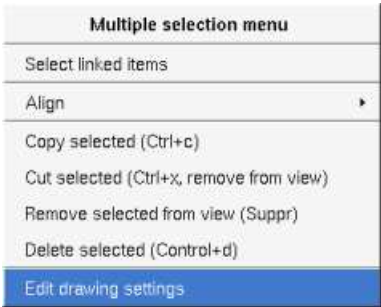 Multiple selection menu
Select linked items
Align
Copy selected (Ctrl+c)
Cut selected (Ctrl+x, remove from view)
Remove selected from view (Suppr)
Delete selected (Control+d)
Edit drawing settings